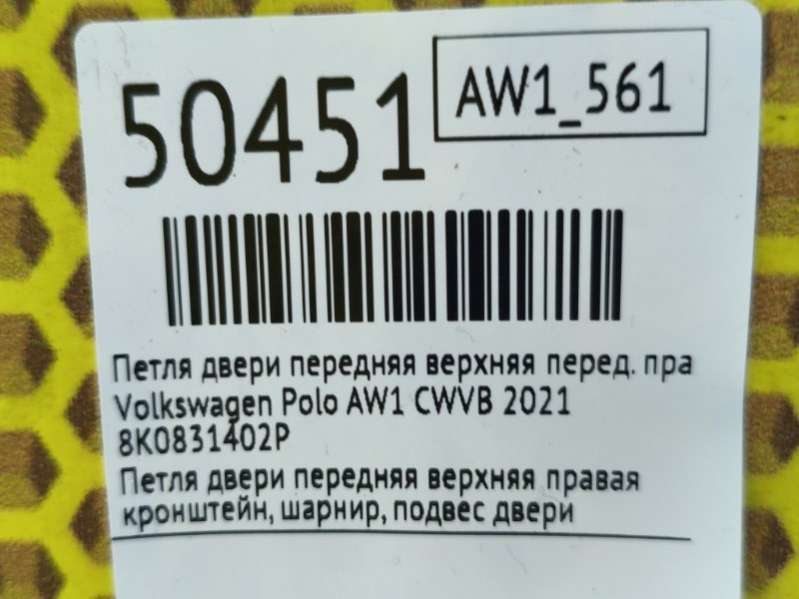 50451
AW1_561
Петля двери передняя верхняя перед. пра
Volkswagen Polo AW1 CWVB 2021
8K0831402P
Петля двери передняя верхняя правая
кронштейн, шарнир, подвес двери